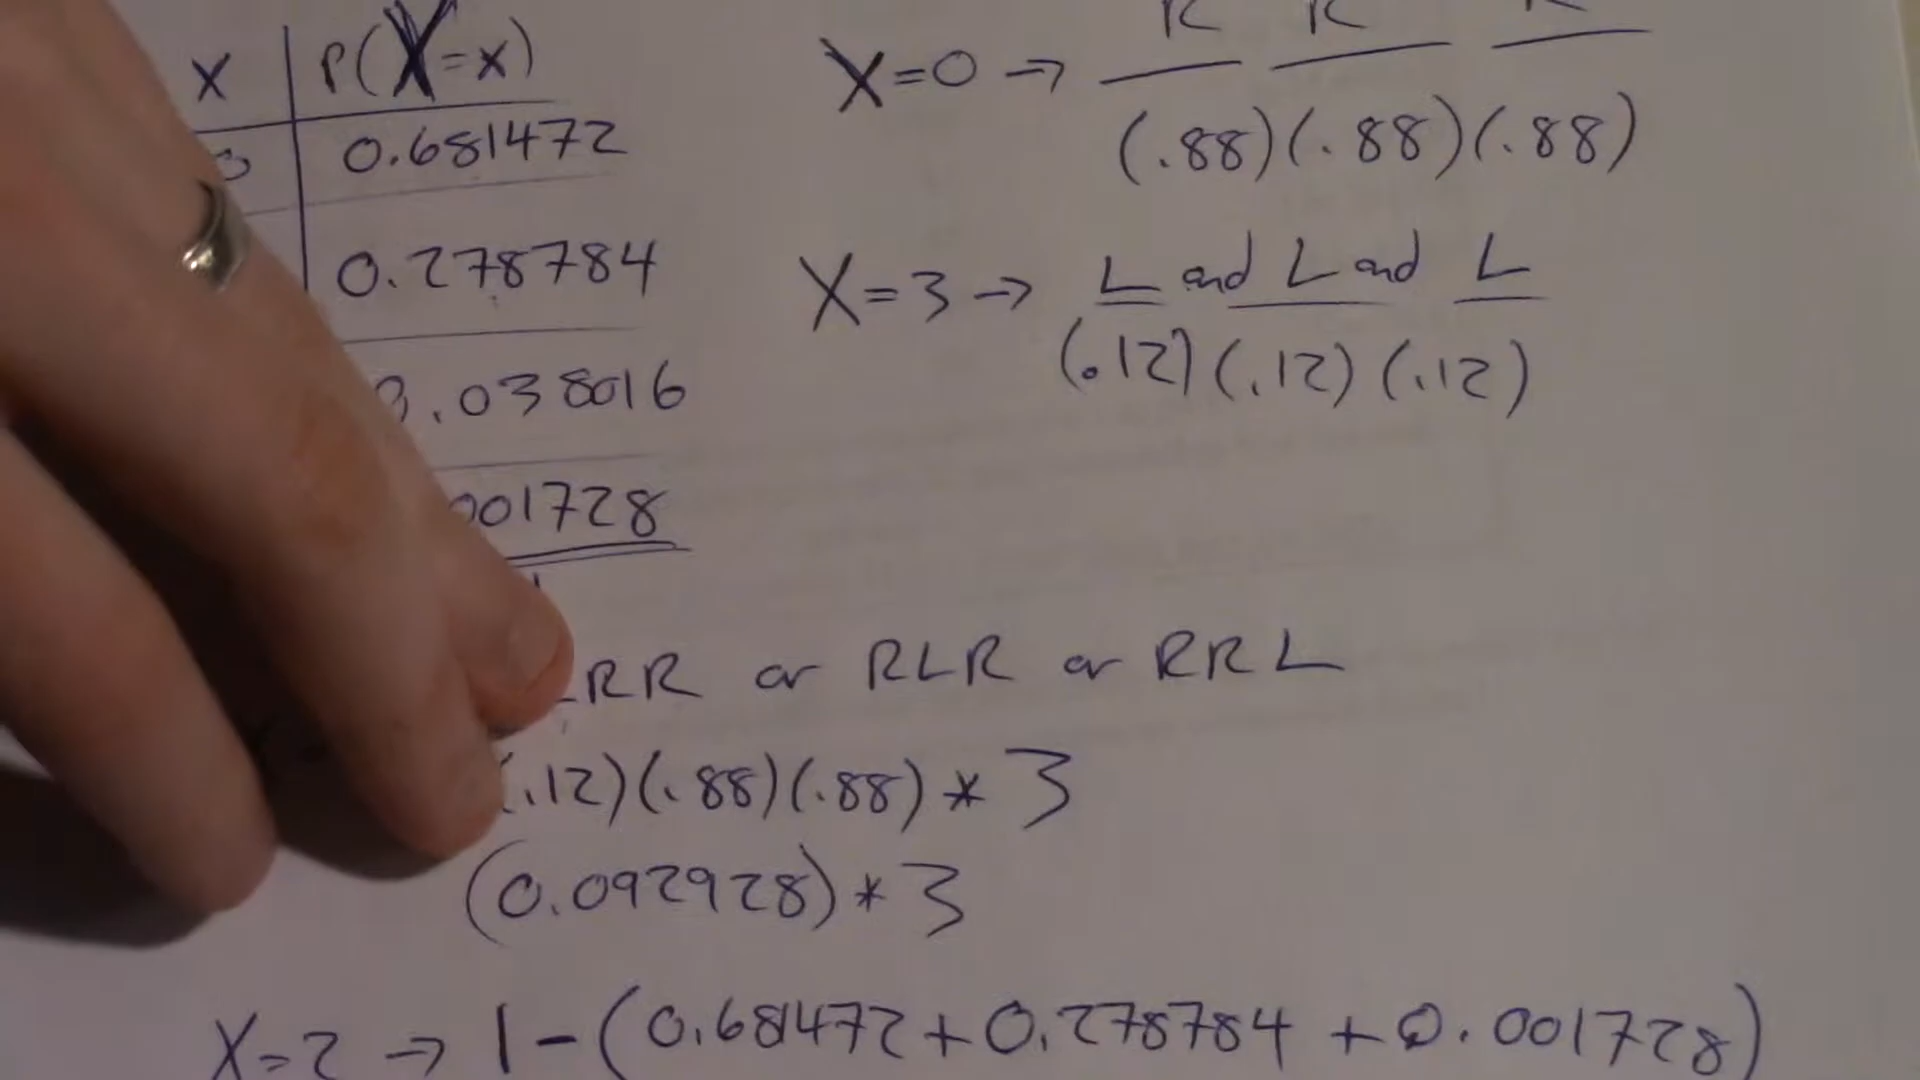 x P(X=x) X=0 →
0.681472 (.88)(.88)(.88)
0.278784 X=3 → L and L and L
.038016 (.12)(.12)(.12)
001728
RR or RLR or RRL
(.12)(.88)(.88) * 3
(0.092928) * 3
X=2 → 1-(0.681472+0.278784+0.001728)